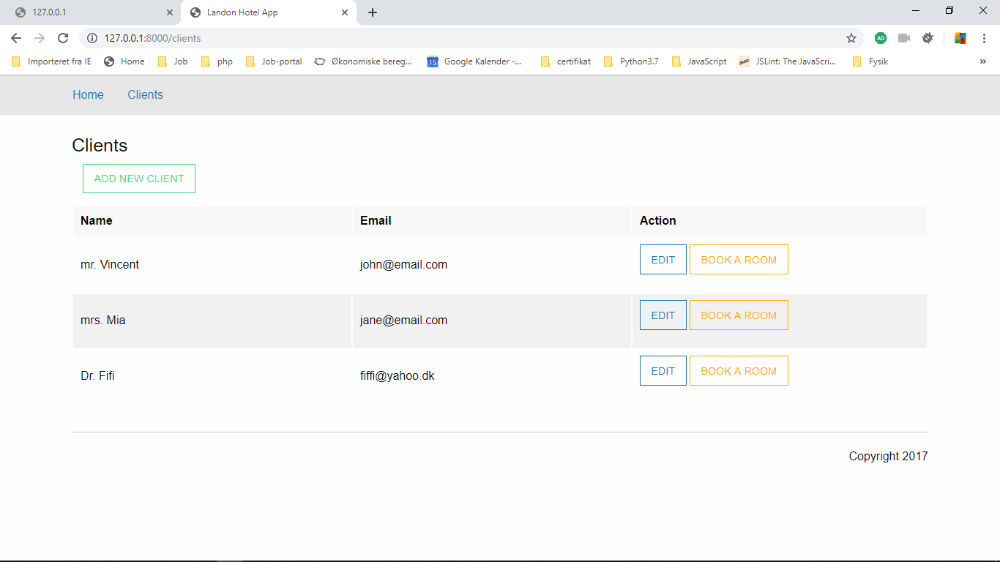 127.0.0.1
Landon Hotel App
127.0.0.1:8000/clients
AD
Importeret fra IE Home Job php Job-portal Økonomiske bereg... 15 Google Kalender -... certifikat Python3.7 JavaScript JSLint: The JavaScri... Fysik »
Home Clients
Clients
ADD NEW CLIENT
Name Email Action
mr. Vincent john@email.com EDIT BOOK A ROOM
mrs. Mia jane@email.com EDIT BOOK A ROOM
Dr. Fifi fiffi@yahoo.dk EDIT BOOK A ROOM
Copyright 2017